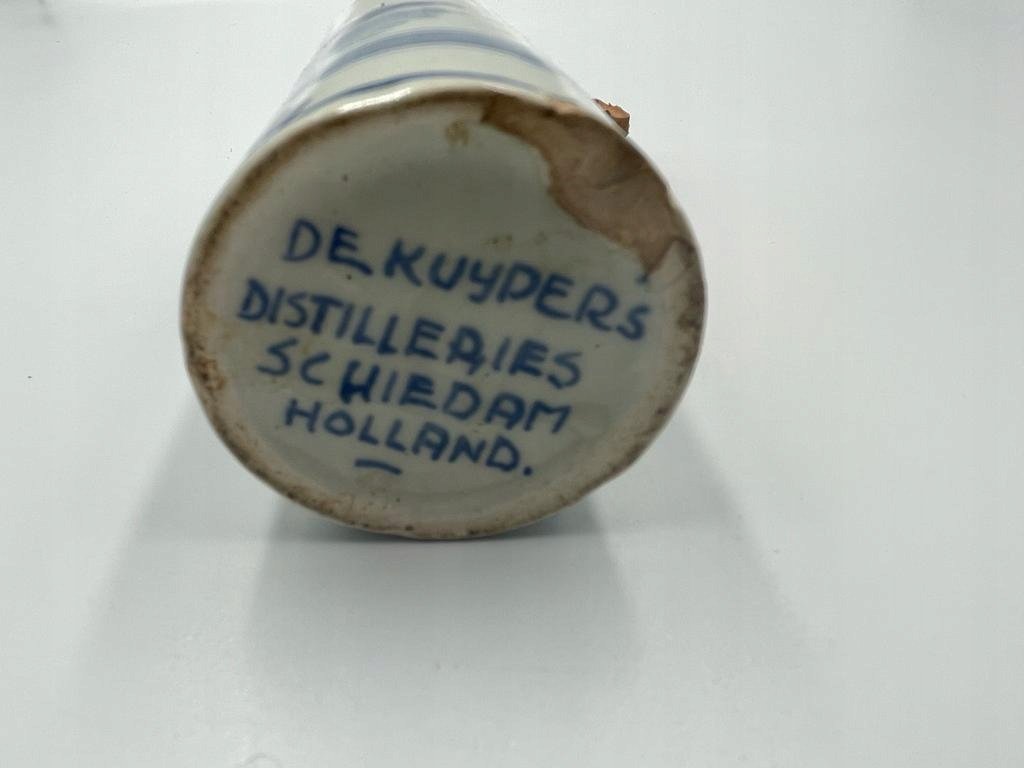 DE KUYPERS
DISTILLERIES
SCHIEDAM
HOLLAND.